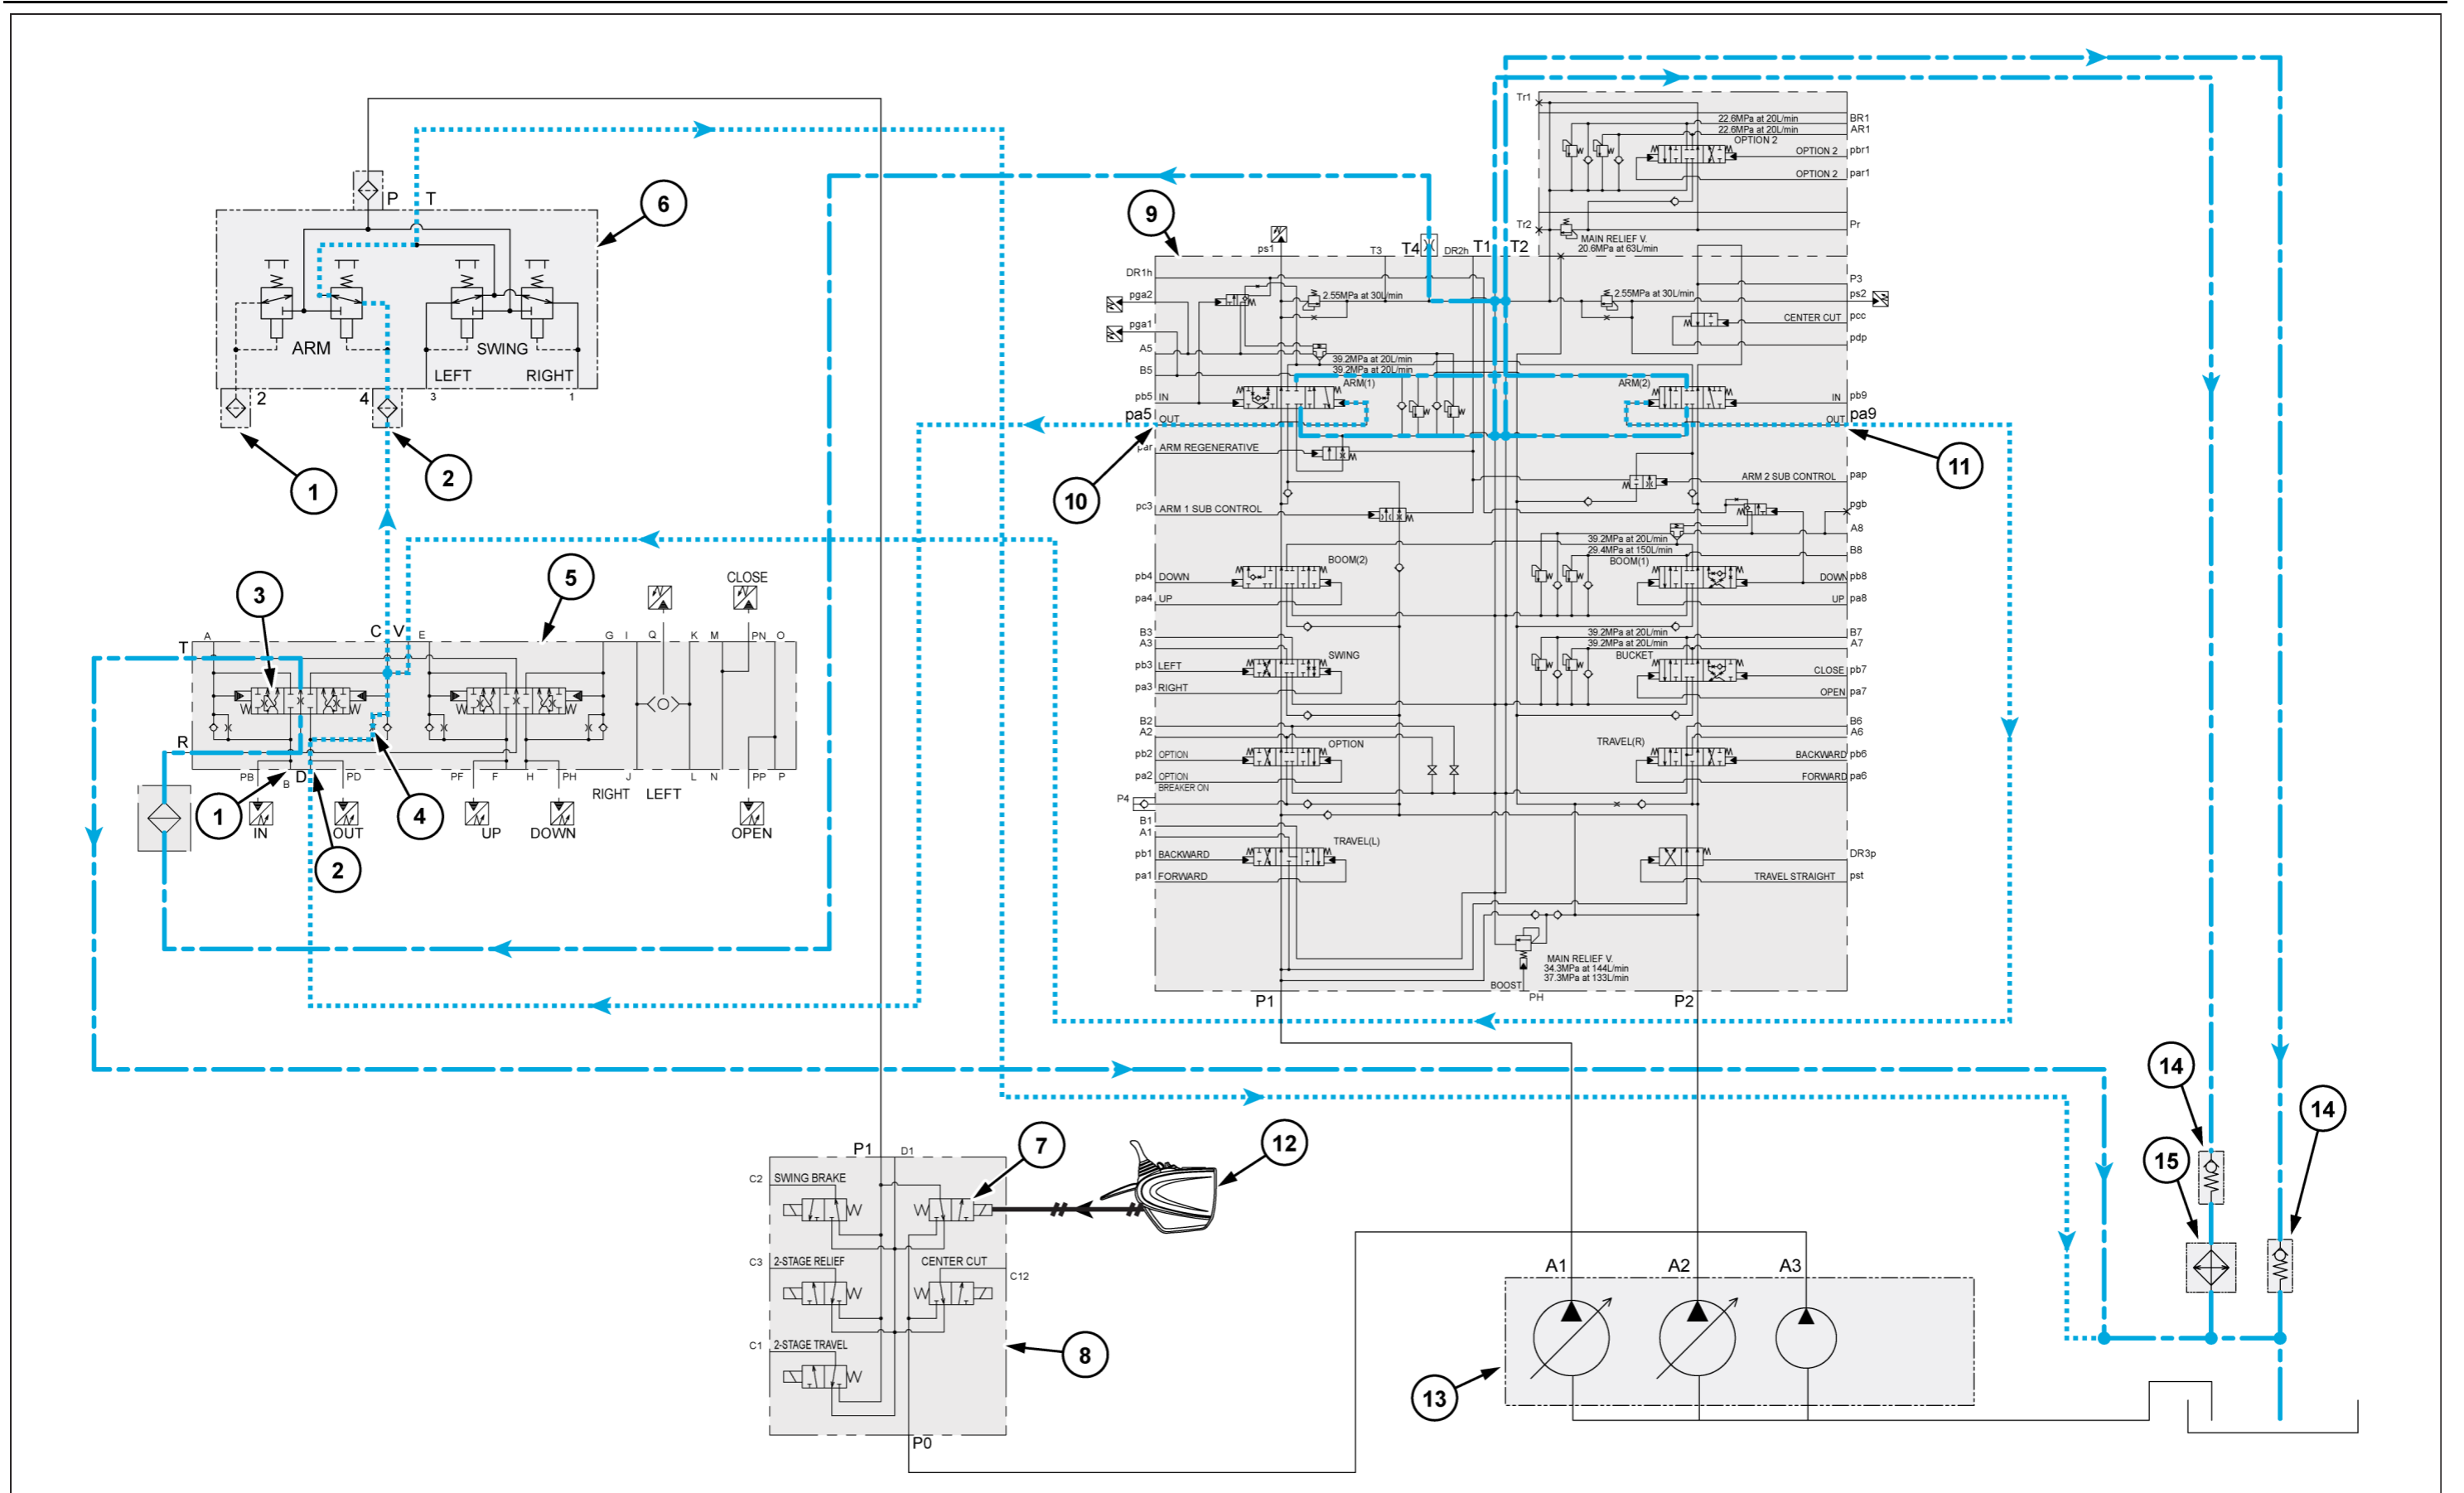 P T
6
ARM SWING
LEFT RIGHT
2 4 3 1
1
2
3
5
CLOSE
T A C V E G I Q K M PN O
R
PB B D PD PF F H PH J L N PP P
RIGHT LEFT
1
IN OUT UP DOWN OPEN
4
2
9
ps1 T3 T4 DR2h T1 T2
Tr1
22.6MPa at 20L/min BR1
22.6MPa at 20L/min AR1
OPTION 2
OPTION 2 pbr1
OPTION 2 par1
Tr2 Pr
MAIN RELIEF V.
20.6MPa at 63L/min
DR1h P3
pga2 2.55MPa at 30L/min 2.55MPa at 30L/min ps2
pga1 CENTER CUT pcc
pdp
A5 39.2MPa at 20L/min
B5 39.2MPa at 20L/min
ARM(1) ARM(2)
pb5 IN IN pb9
pa5 OUT OUT pa9
10 11
par ARM REGENERATIVE
ARM 2 SUB CONTROL pap
pc3 ARM 1 SUB CONTROL pgb
A8
39.2MPa at 20L/min
29.4MPa at 150L/min B8
BOOM(2) BOOM(1)
pb4 DOWN DOWN pb8
pa4 UP UP pa8
B3 39.2MPa at 20L/min B7
A3 39.2MPa at 20L/min A7
SWING BUCKET
pb3 LEFT CLOSE pb7
pa3 RIGHT OPEN pa7
B2 B6
A2 A6
OPTION TRAVEL(R)
pb2 OPTION BACKWARD pb6
pa2 OPTION FORWARD pa6
BREAKER ON
P4
B1
A1
TRAVEL(L)
pb1 BACKWARD DR3p
pa1 FORWARD TRAVEL STRAIGHT pst
MAIN RELIEF V.
34.3MPa at 144L/min
37.3MPa at 133L/min
BOOST
P1 PH P2
14
14
15
P1 D1 7 12
C2 SWING BRAKE
C3 2-STAGE RELIEF CENTER CUT
C12
C1 2-STAGE TRAVEL
8
P0
A1 A2 A3
13